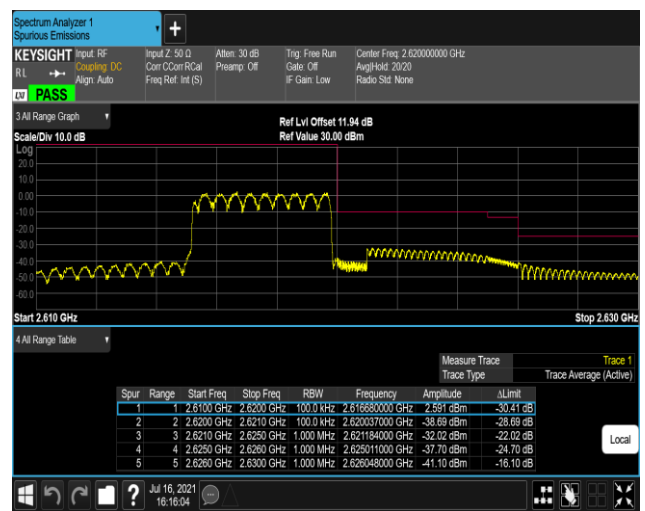 Spectrum Analyzer 1
Spurious Emissions
KEYSIGHT Input: RF Input Z: 50 Ω Atten: 30 dB Trig: Free Run Center Freq: 2.620000000 GHz
R L Coupling: DC Corr CCorr RCal Preamp: Off Gate: Off Avg|Hold: 20/20
Align: Auto Freq Ref: Int (S) IF Gain: Low Radio Std: None
LXI PASS
3 All Range Graph
Ref Lvl Offset 11.94 dB
Scale/Div 10.0 dB Ref Value 30.00 dBm
Log
20.0
10.0
0.00
-10.0
-20.0
-30.0
-40.0
-50.0
-60.0
Start 2.610 GHz Stop 2.630 GHz
4 All Range Table
Measure Trace Trace 1
Trace Type Trace Average (Active)
Spur Range Start Freq Stop Freq RBW Frequency Amplitude ΔLimit
1 1 2.6100 GHz 2.6200 GHz 100.0 kHz 2.616680000 GHz 2.591 dBm -30.41 dB
2 2 2.6200 GHz 2.6210 GHz 100.0 kHz 2.620037000 GHz -38.69 dBm -28.69 dB
3 3 2.6210 GHz 2.6250 GHz 1.000 MHz 2.621184000 GHz -32.02 dBm -22.02 dB
4 4 2.6250 GHz 2.6260 GHz 1.000 MHz 2.625011000 GHz -37.70 dBm -24.70 dB
5 5 2.6260 GHz 2.6300 GHz 1.000 MHz 2.626048000 GHz -41.10 dBm -16.10 dB
Local
Jul 16, 2021
16:16:04